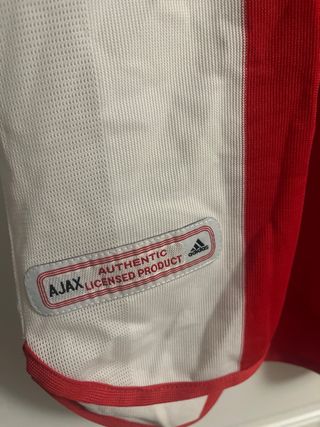 AJAX
AUTHENTIC
LICENSED PRODUCT
adidas